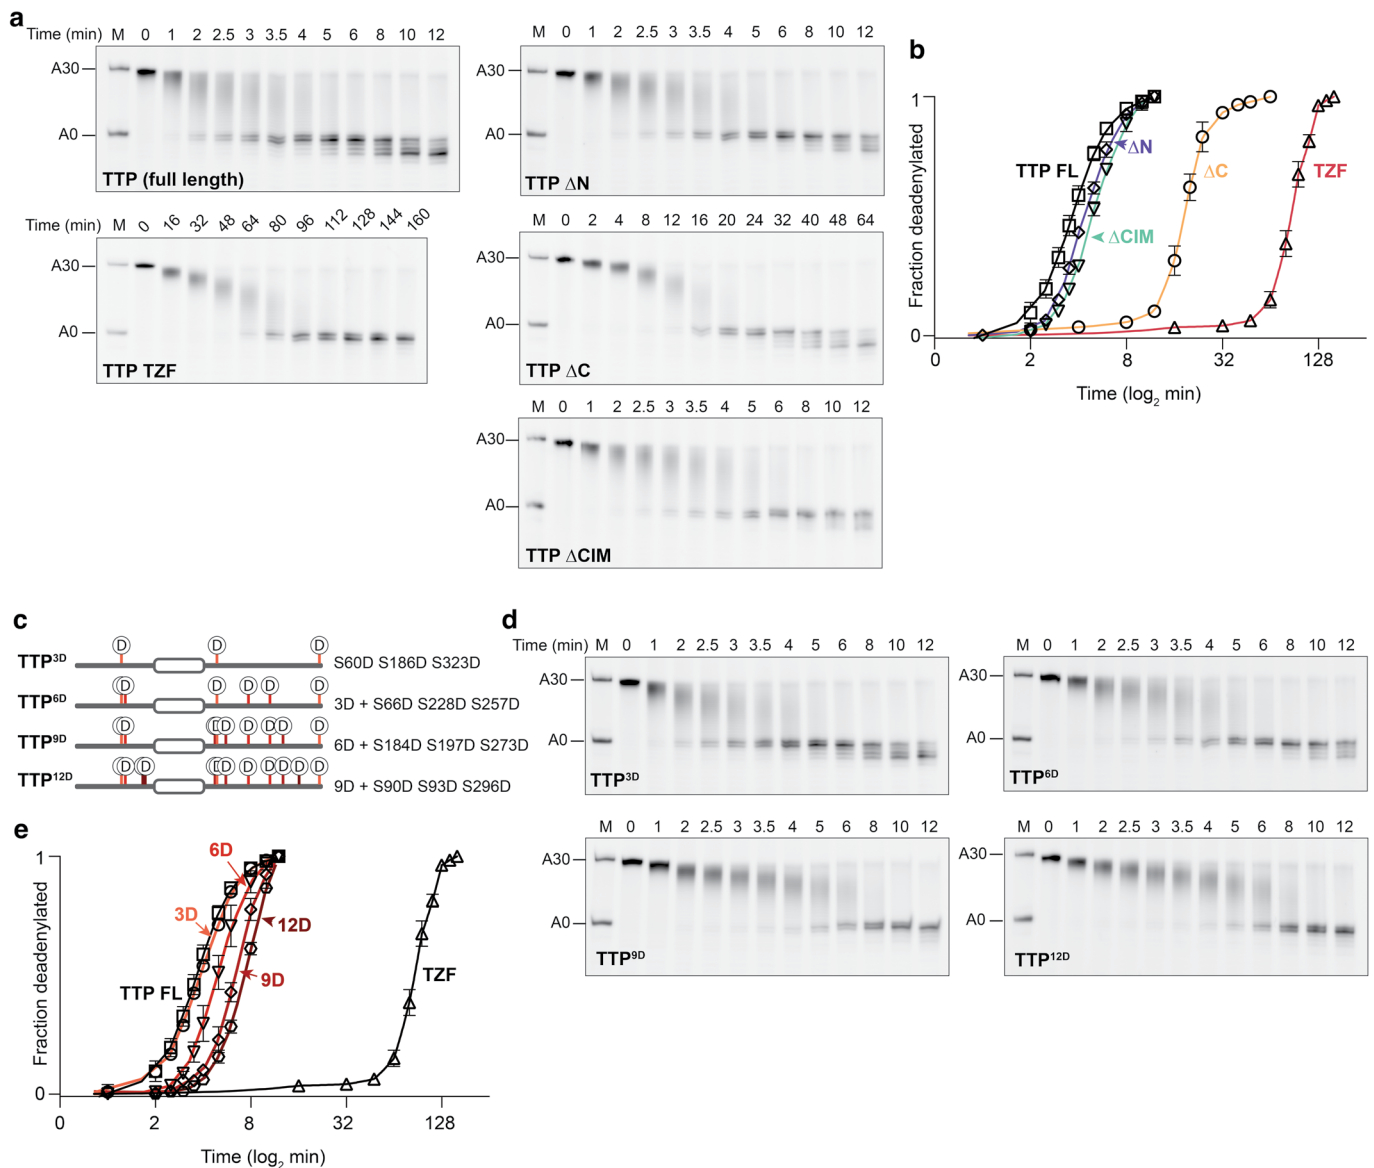 a
Time (min) M 0 1 2 2.5 3 3.5 4 5 6 8 10 12
A30
A0
TTP (full length)
M 0 1 2 2.5 3 3.5 4 5 6 8 10 12
A30
A0
TTP ΔN
Time (min) M 0 16 32 48 64 80 96 112 128 144 160
A30
A0
TTP TZF
M 0 2 4 8 12 16 20 24 32 40 48 64
A30
A0
TTP ΔC
M 0 1 2 2.5 3 3.5 4 5 6 8 10 12
A30
A0
TTP ΔCIM
b
Fraction deadenylated
1
0
TTP FL
ΔN
ΔCIM
ΔC
TZF
0 2 8 32 128
Time (log₂ min)
c
D D D
TTP³ᴰ S60D S186D S323D
D D D D D
TTP⁶ᴰ 3D + S66D S228D S257D
D D D D D D
TTP⁹ᴰ 6D + S184D S197D S273D
D D D D D D D D
TTP¹²ᴰ 9D + S90D S93D S296D
d
Time (min) M 0 1 2 2.5 3 3.5 4 5 6 8 10 12
A30
A0
TTP³ᴰ
M 0 1 2 2.5 3 3.5 4 5 6 8 10 12
A30
A0
TTP⁶ᴰ
M 0 1 2 2.5 3 3.5 4 5 6 8 10 12
A30
A0
TTP⁹ᴰ
M 0 1 2 2.5 3 3.5 4 5 6 8 10 12
A30
A0
TTP¹²ᴰ
e
Fraction deadenylated
1
0
6D
3D
12D
9D
TTP FL
TZF
0 2 8 32 128
Time (log₂ min)